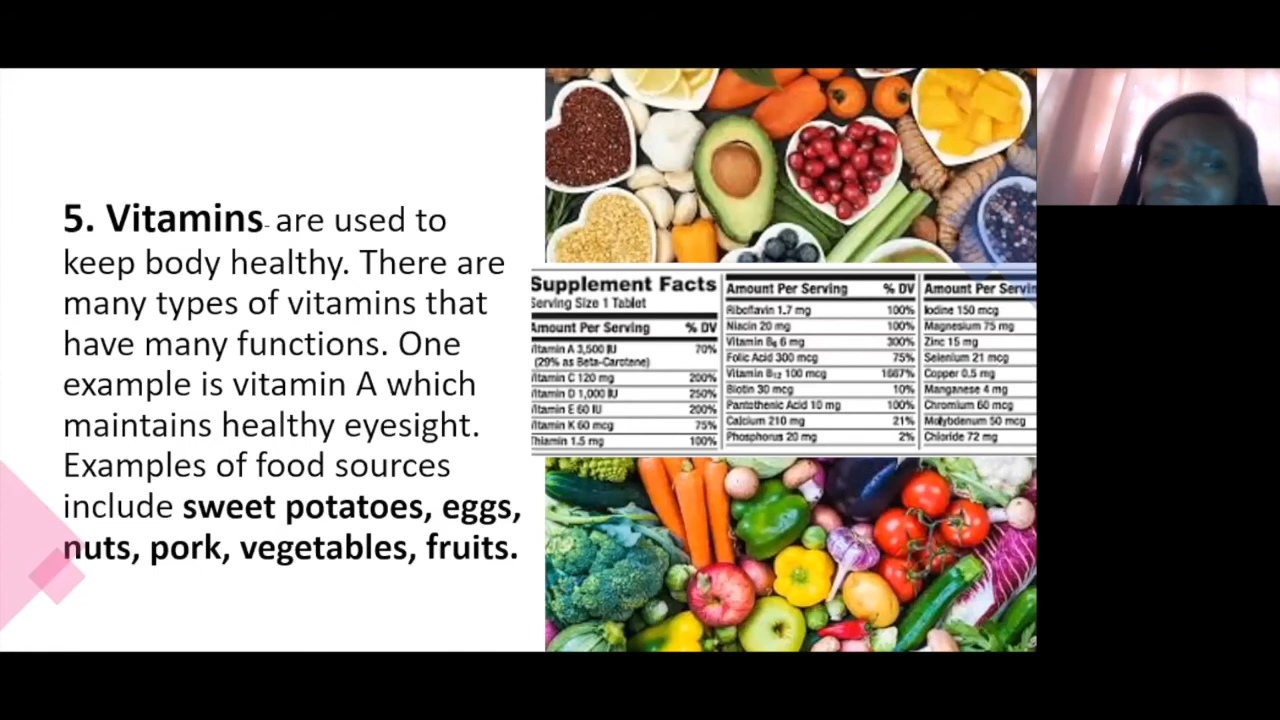 5. Vitamins- are used to
keep body healthy. There are
many types of vitamins that
have many functions. One
example is vitamin A which
maintains healthy eyesight.
Examples of food sources
include sweet potatoes, eggs,
nuts, pork, vegetables, fruits.
Supplement Facts
Serving Size 1 Tablet
Amount Per Serving % DV
Vitamin A 3,500 IU 70%
(29% as Beta-Carotene)
Vitamin C 120 mg 200%
Vitamin D 1,000 IU 250%
Vitamin E 60 IU 200%
Vitamin K 60 mcg 75%
Thiamin 1.5 mg 100%
Amount Per Serving % DV
Riboflavin 1.7 mg 100%
Niacin 20 mg 100%
Vitamin B₆ 6 mg 300%
Folic Acid 300 mcg 75%
Vitamin B₁₂ 100 mcg 1667%
Biotin 30 mcg 10%
Pantothenic Acid 10 mg 100%
Calcium 210 mg 21%
Phosphorus 20 mg 2%
Amount Per Servin
Iodine 150 mcg
Magnesium 75 mg
Zinc 15 mg
Selenium 21 mcg
Copper 0.5 mg
Manganese 4 mg
Chromium 60 mcg
Molybdenum 50 mcg
Chloride 72 mg